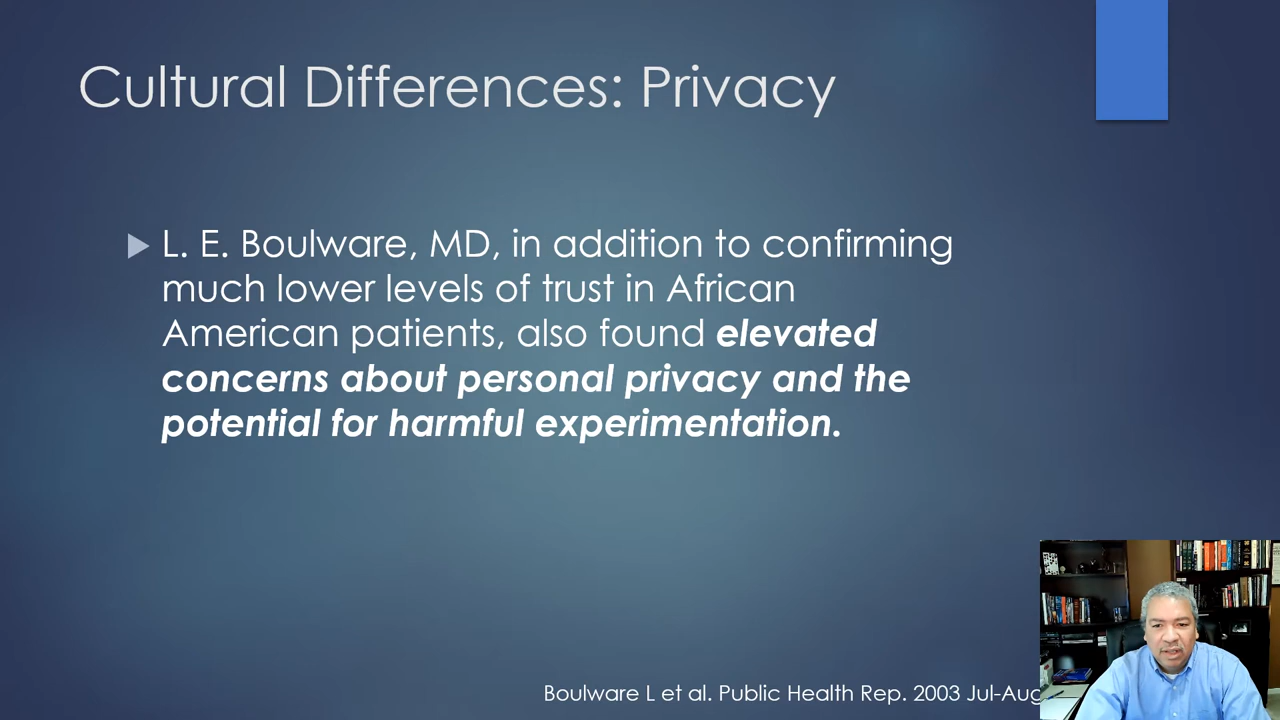 Cultural Differences: Privacy
L. E. Boulware, MD, in addition to confirming
much lower levels of trust in African
American patients, also found elevated
concerns about personal privacy and the
potential for harmful experimentation.
Boulware L et al. Public Health Rep. 2003 Jul-Aug